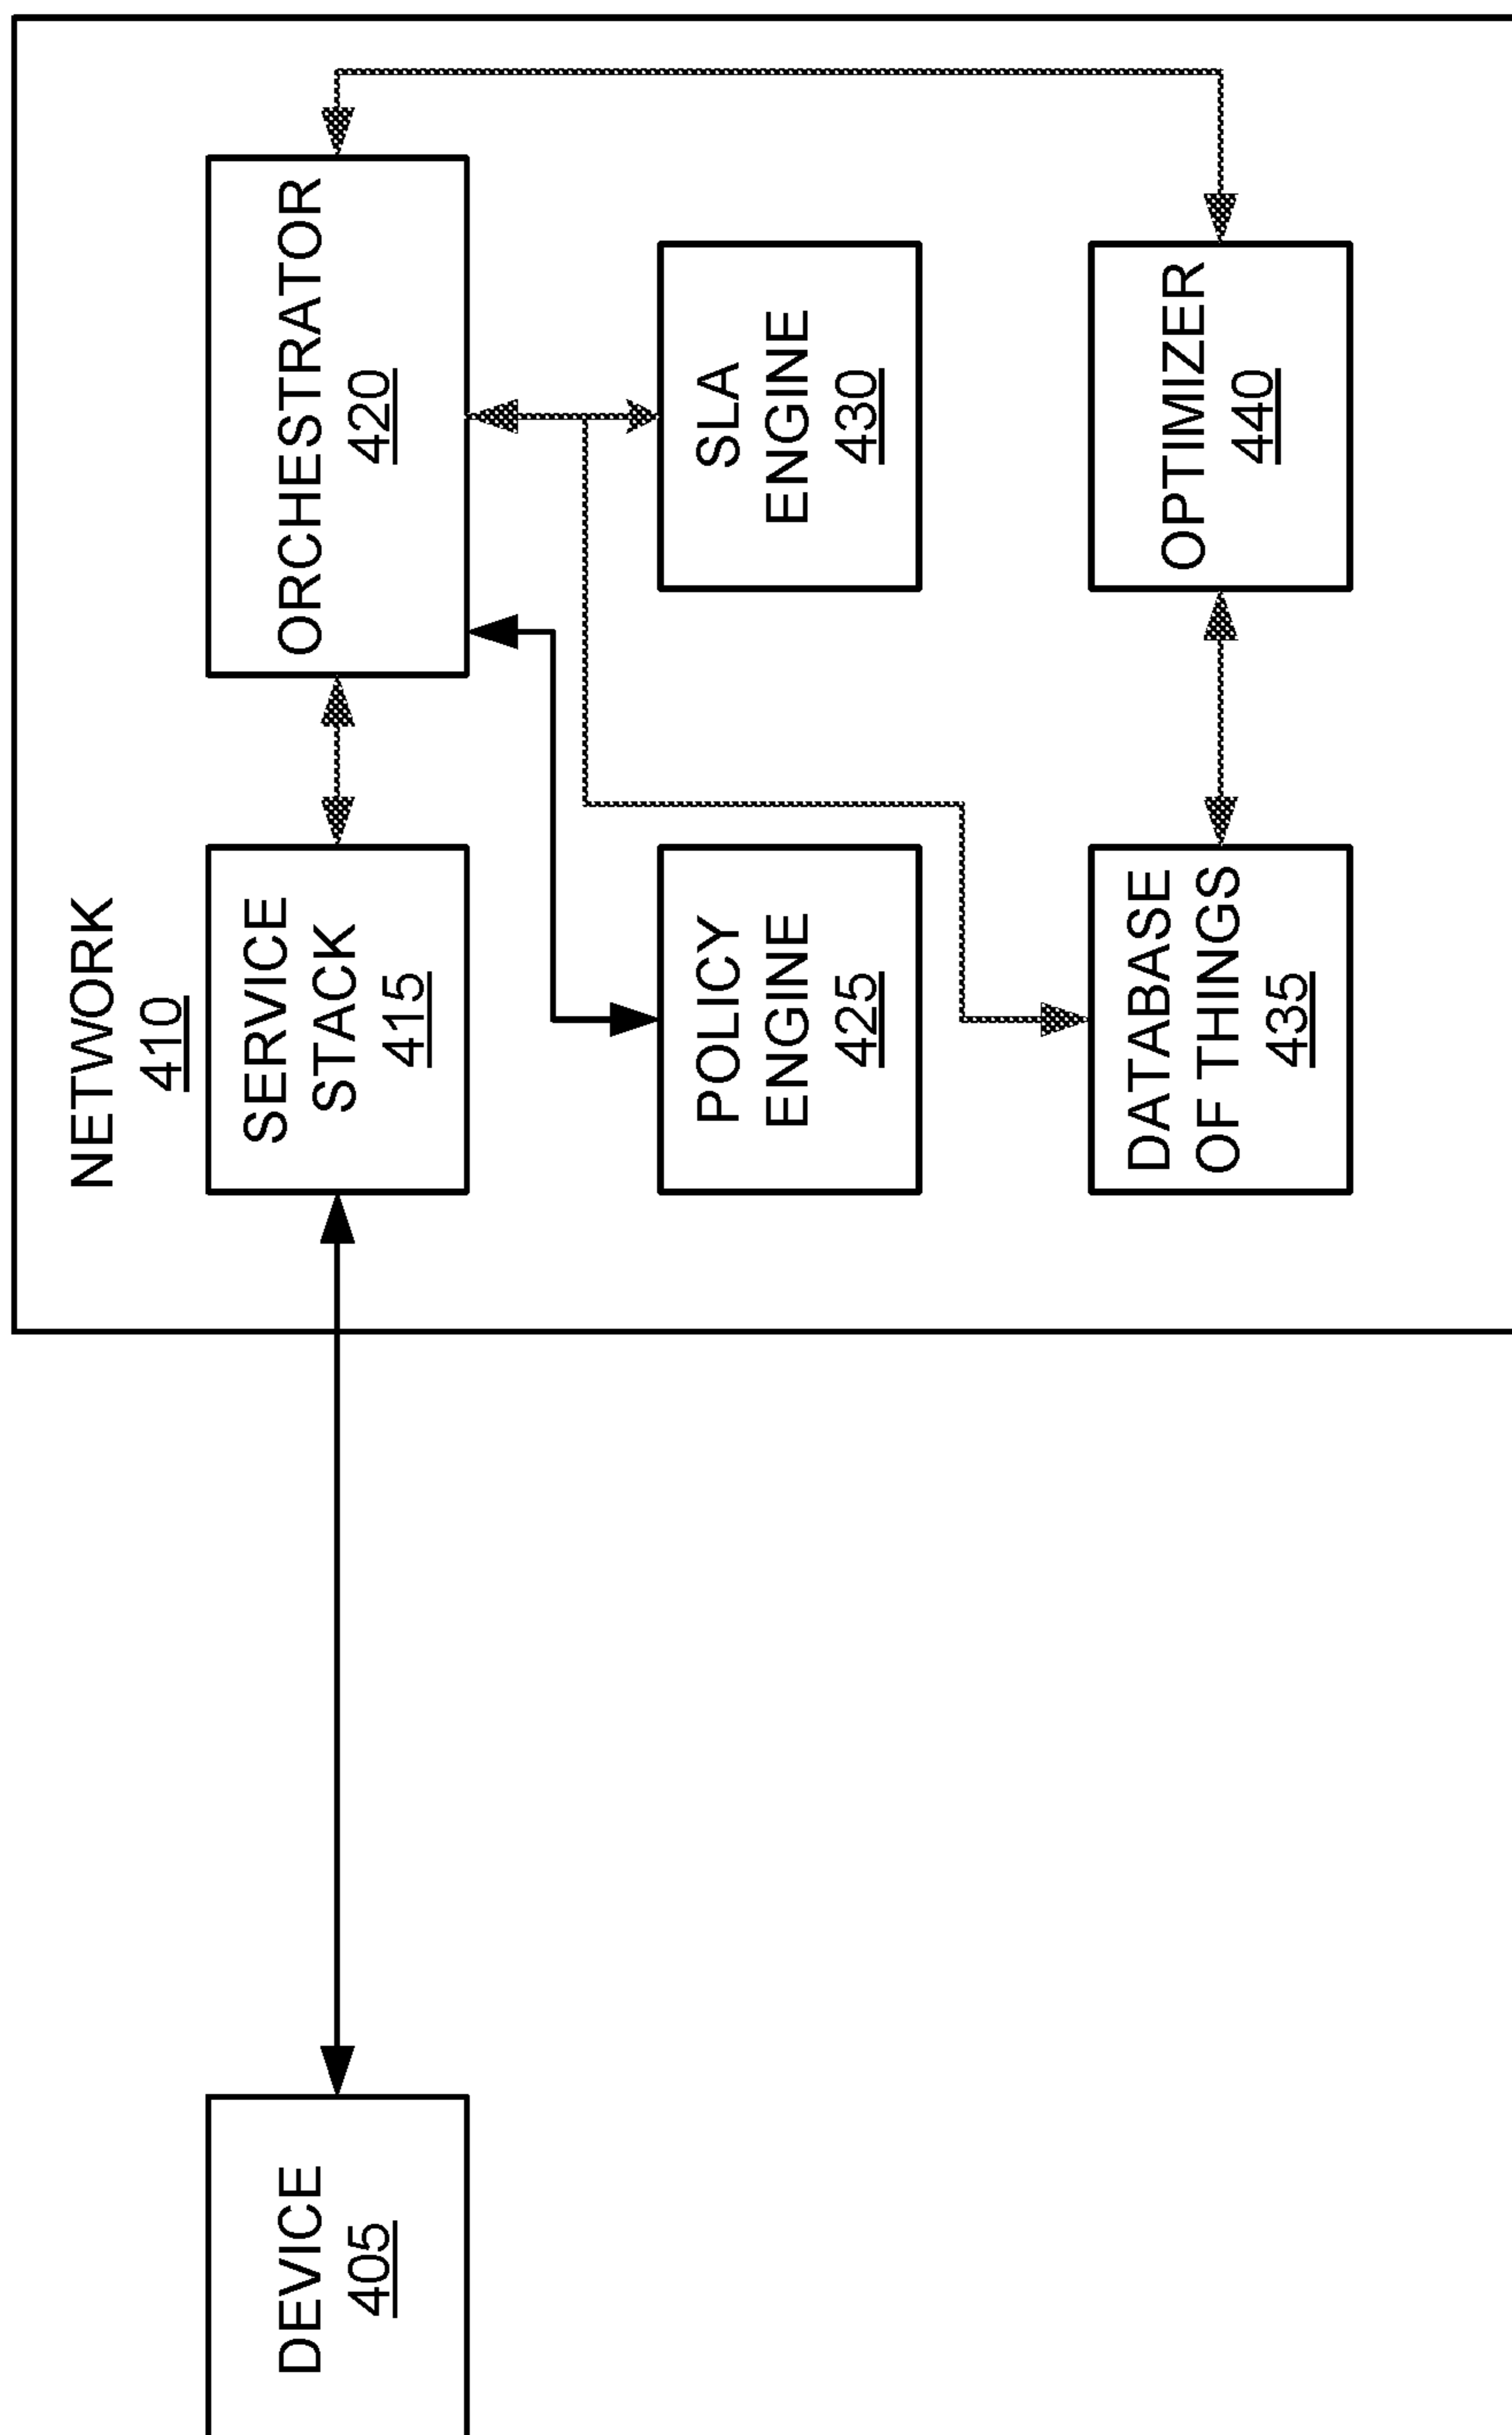 NETWORK
410
DEVICE
405
SERVICE
STACK
415
ORCHESTRATOR
420
POLICY
ENGINE
425
SLA
ENGINE
430
DATABASE
OF THINGS
435
OPTIMIZER
440